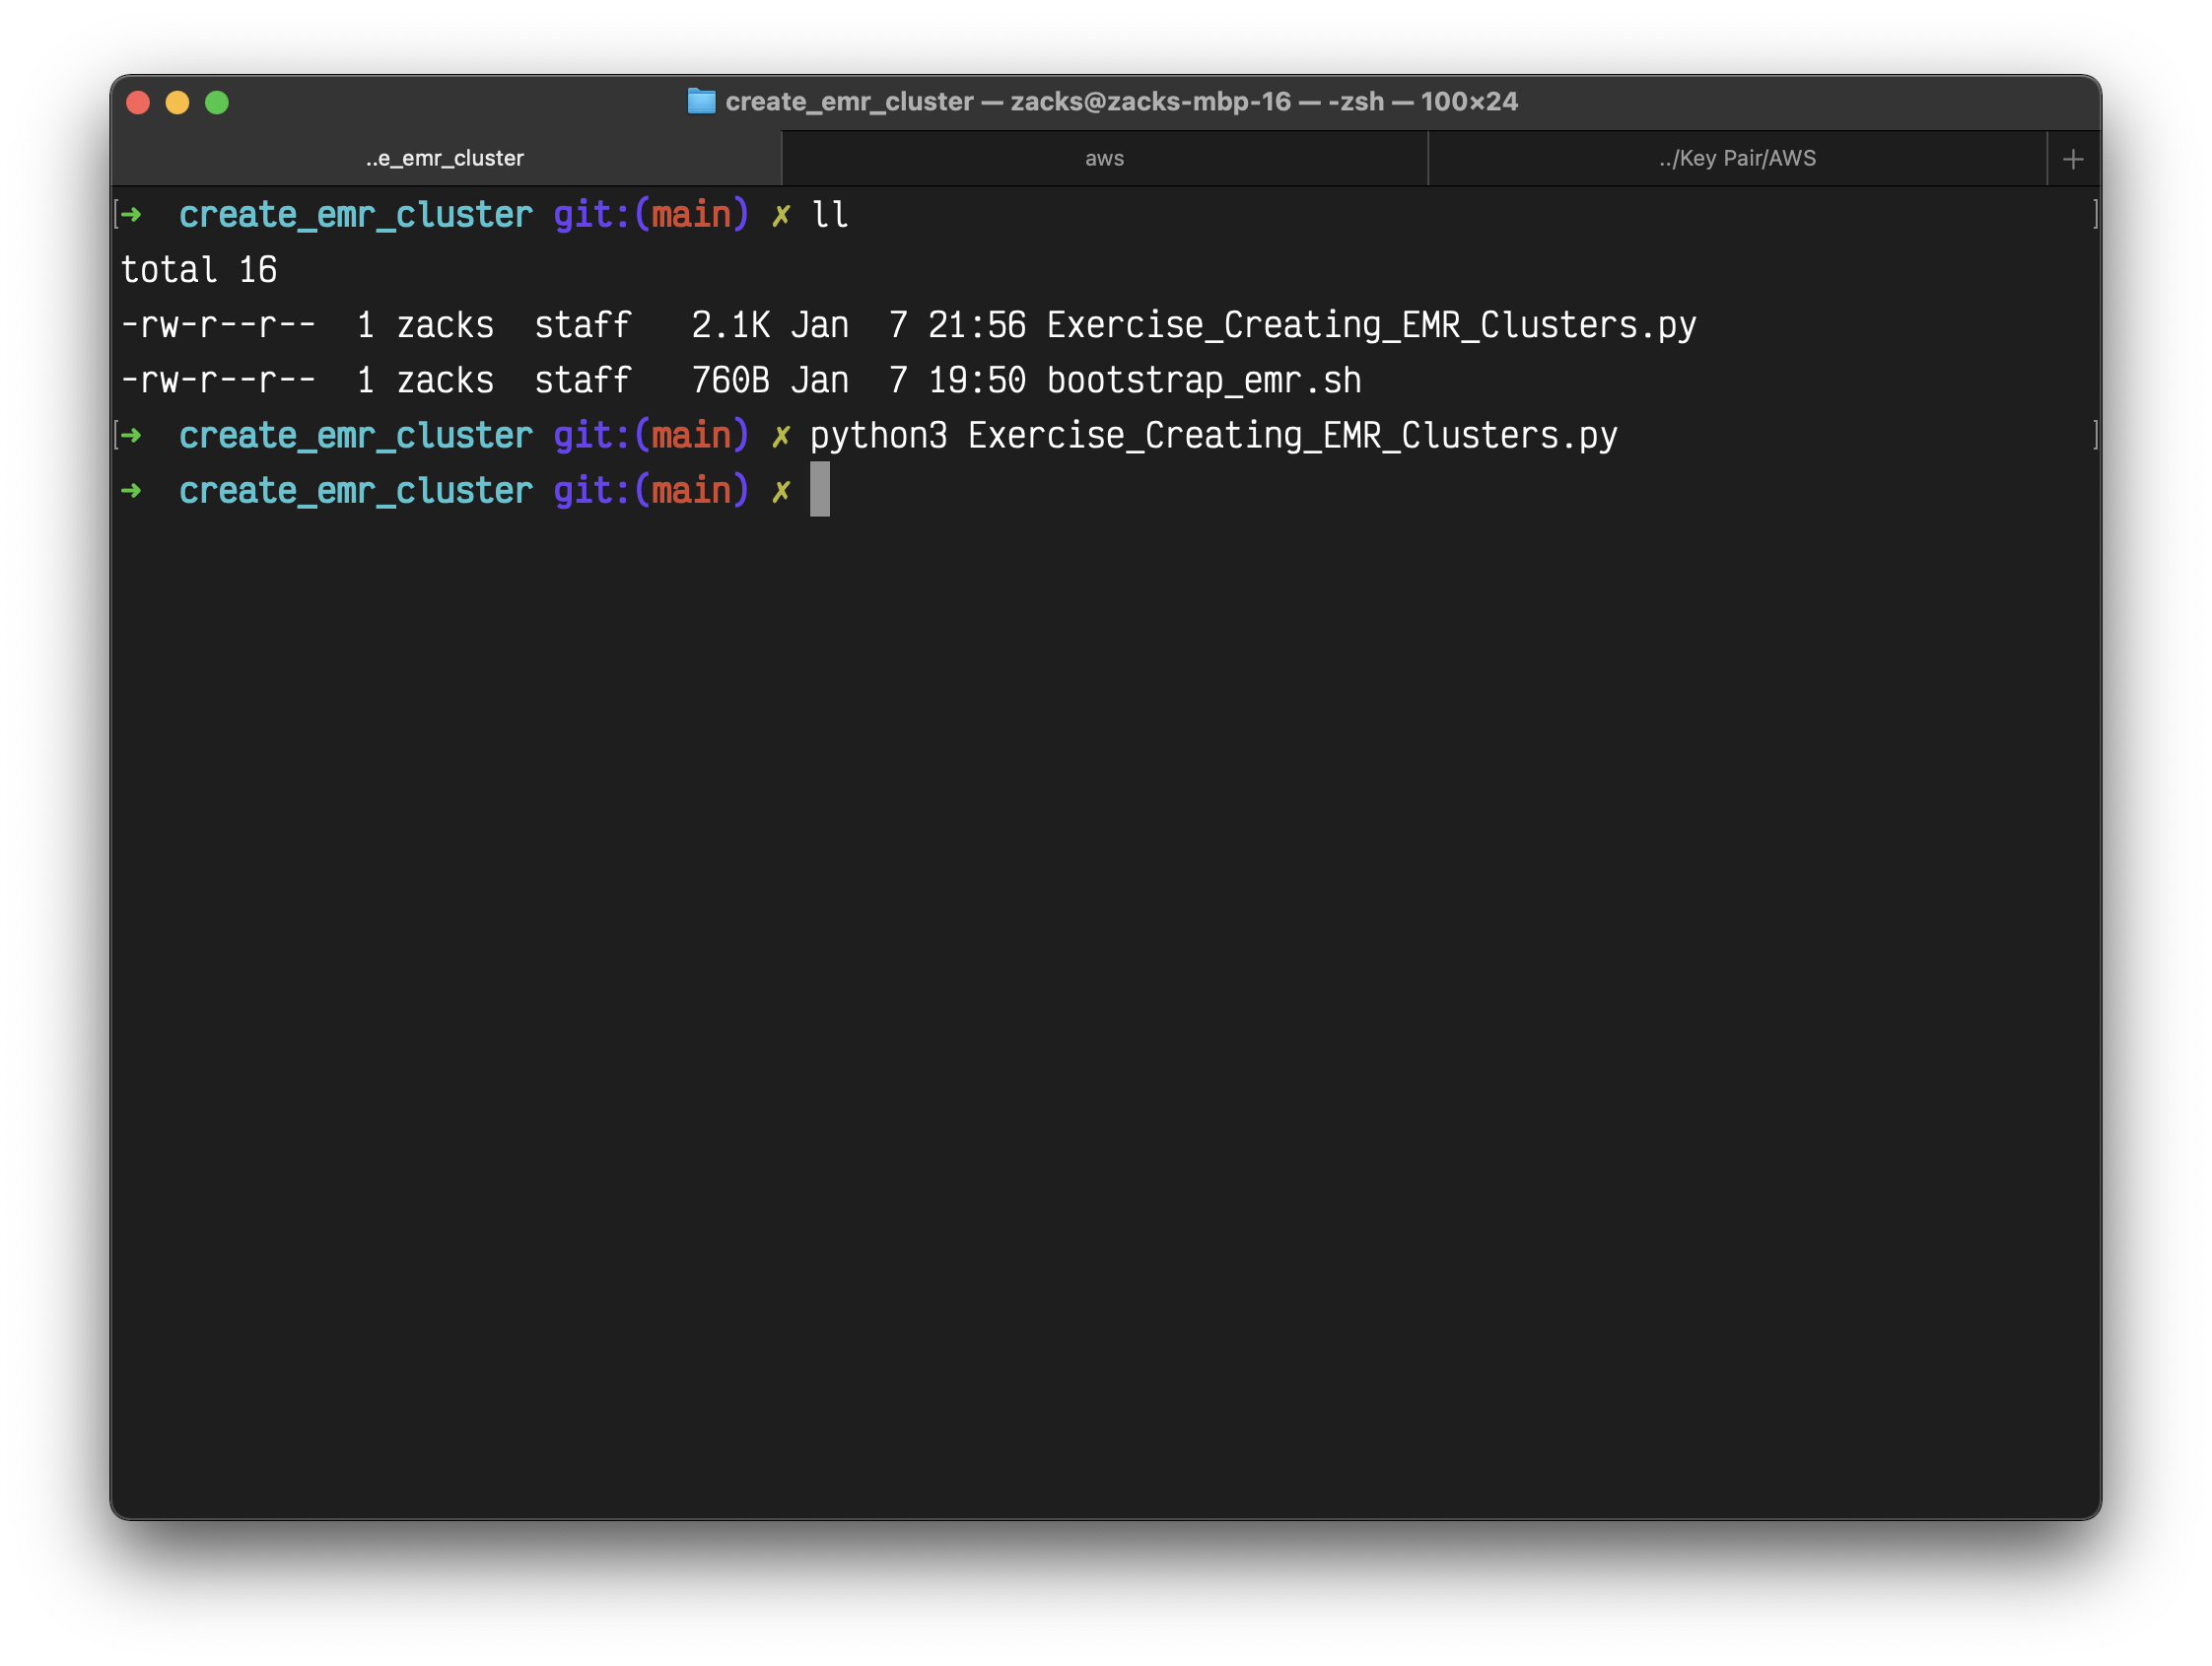 create_emr_cluster — zacks@zacks-mbp-16 — -zsh — 100×24
..e_emr_cluster
aws
../Key Pair/AWS
+
[➜  create_emr_cluster git:(main) ✗ ll ]
total 16
-rw-r--r--  1 zacks  staff   2.1K Jan  7 21:56 Exercise_Creating_EMR_Clusters.py
-rw-r--r--  1 zacks  staff   760B Jan  7 19:50 bootstrap_emr.sh
[➜  create_emr_cluster git:(main) ✗ python3 Exercise_Creating_EMR_Clusters.py ]
➜  create_emr_cluster git:(main) ✗